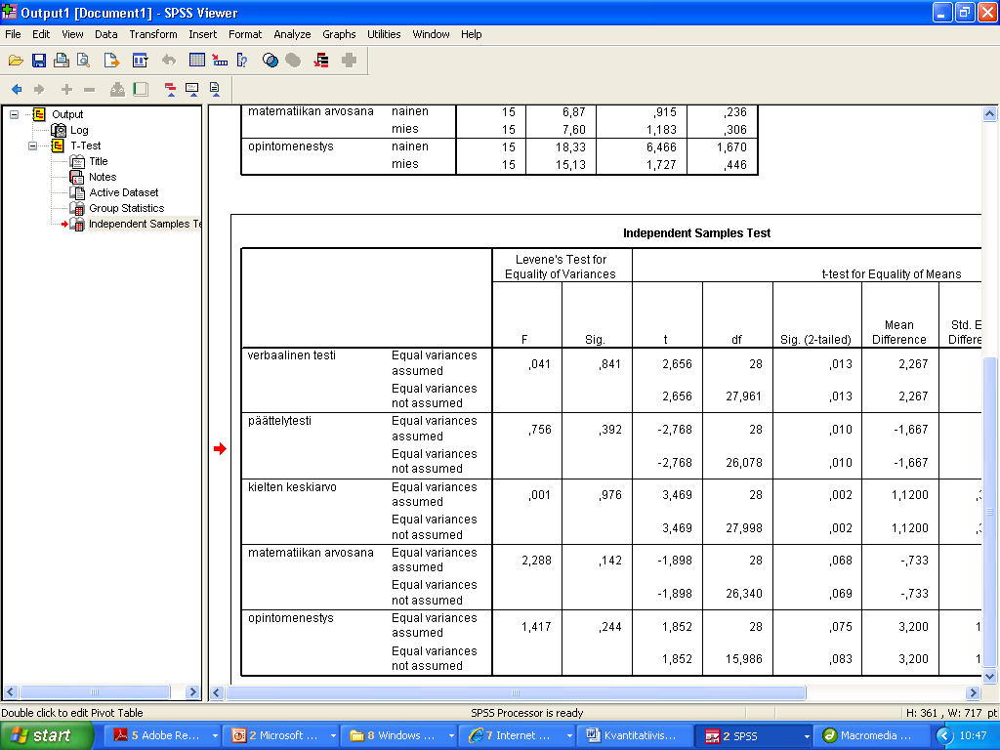 Output1 [Document1] - SPSS Viewer
File Edit View Data Transform Insert Format Analyze Graphs Utilities Window Help
Output
Log
T-Test
Title
Notes
Active Dataset
Group Statistics
Independent Samples Te
matematiikan arvosana nainen 15 6,87 ,915 ,236
mies 15 7,60 1,183 ,306
opintomenestys nainen 15 18,33 6,466 1,670
mies 15 15,13 1,727 ,446
Independent Samples Test
Levene's Test for
Equality of Variances
t-test for Equality of Means
F Sig. t df Sig. (2-tailed)
Mean
Difference
Std. E
Differe
verbaalinen testi Equal variances
assumed ,041 ,841 2,656 28 ,013 2,267
Equal variances
not assumed 2,656 27,961 ,013 2,267
päättelytesti Equal variances
assumed ,756 ,392 -2,768 28 ,010 -1,667
Equal variances
not assumed -2,768 26,078 ,010 -1,667
kielten keskiarvo Equal variances
assumed ,001 ,976 3,469 28 ,002 1,1200
Equal variances
not assumed 3,469 27,998 ,002 1,1200
matematiikan arvosana Equal variances
assumed 2,288 ,142 -1,898 28 ,068 -,733
Equal variances
not assumed -1,898 26,340 ,069 -,733
opintomenestys Equal variances
assumed 1,417 ,244 1,852 28 ,075 3,200 1
Equal variances
not assumed 1,852 15,986 ,083 3,200 1
Double click to edit Pivot Table SPSS Processor is ready H: 361 , W: 717 pt
start 5 Adobe Re... 2 Microsoft ... 8 Windows ... 7 Internet ... Kvantitatiivis... 2 SPSS Macromedia ... 10:47